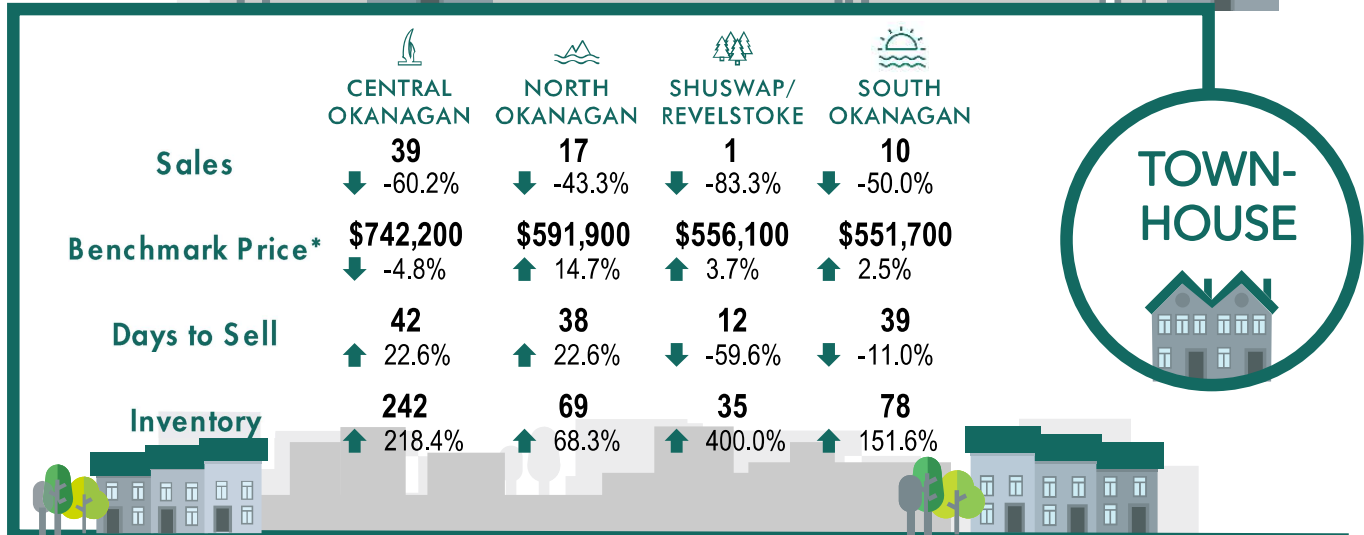 CENTRAL OKANAGAN
NORTH OKANAGAN
SHUSWAP/ REVELSTOKE
SOUTH OKANAGAN
Sales
39 17 1 10
-60.2% -43.3% -83.3% -50.0%
Benchmark Price*
$742,200 $591,900 $556,100 $551,700
-4.8% 14.7% 3.7% 2.5%
Days to Sell
42 38 12 39
22.6% 22.6% -59.6% -11.0%
Inventory
242 69 35 78
218.4% 68.3% 400.0% 151.6%
TOWN-
HOUSE